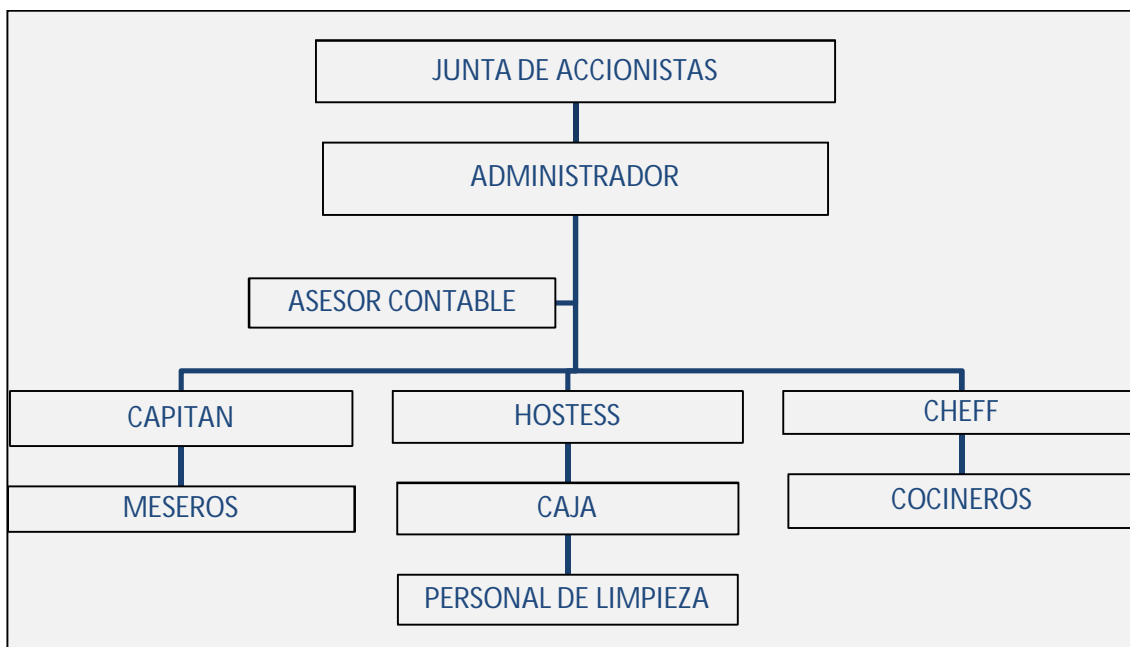 JUNTA DE ACCIONISTAS
ADMINISTRADOR
ASESOR CONTABLE
CAPITAN
HOSTESS
CHEFF
MESEROS
CAJA
COCINEROS
PERSONAL DE LIMPIEZA